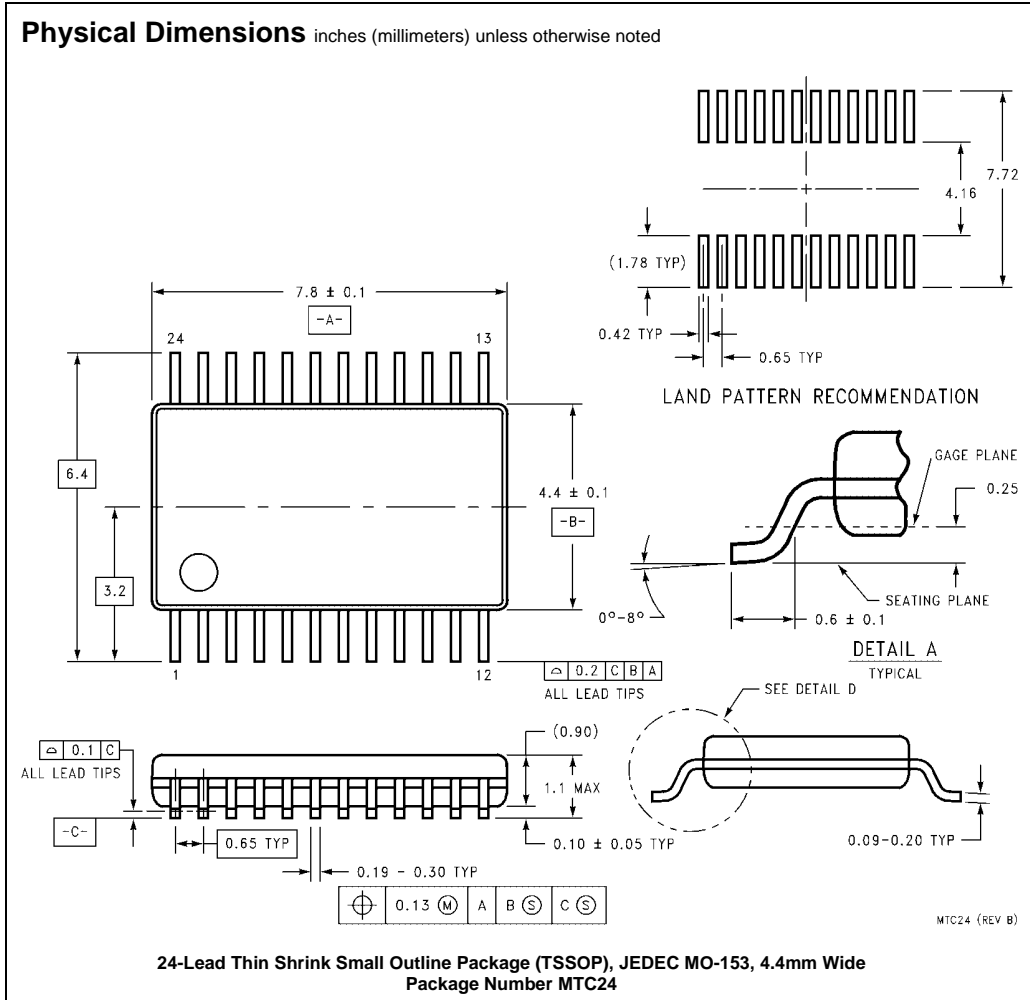 Physical Dimensions inches (millimeters) unless otherwise noted
7.72
4.16
(1.78 TYP)
0.42 TYP
0.65 TYP
LAND PATTERN RECOMMENDATION
7.8 ± 0.1
-A-
24
13
6.4
3.2
4.4 ± 0.1
-B-
1
12
⌓ 0.2 C B A
ALL LEAD TIPS
GAGE PLANE
0.25
SEATING PLANE
0°-8°
0.6 ± 0.1
DETAIL A
TYPICAL
SEE DETAIL D
(0.90)
⌓ 0.1 C
ALL LEAD TIPS
1.1 MAX
-C-
0.65 TYP
0.10 ± 0.05 TYP
0.09-0.20 TYP
0.19 - 0.30 TYP
⌖ 0.13 Ⓜ A B Ⓢ C Ⓢ
MTC24 (REV B)
24-Lead Thin Shrink Small Outline Package (TSSOP), JEDEC MO-153, 4.4mm Wide
Package Number MTC24